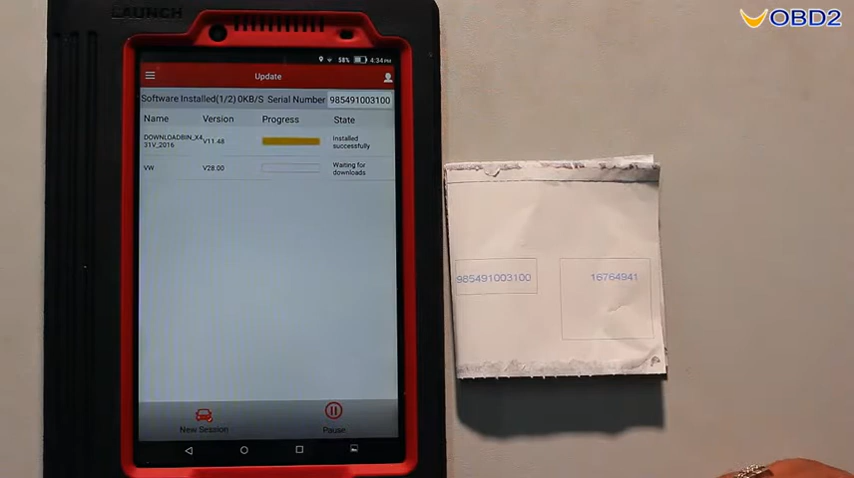 LAUNCH
OBD2
58% 4:34 PM
Update
Software Installed(1/2) 0KB/S Serial Number 985491003100
Name Version Progress State
DOWNLOADBIN_X4
31V_2016 V11.48 Installed
successfully
VW V28.00 Waiting for
downloads
985491003100 16764941
New Session Pause